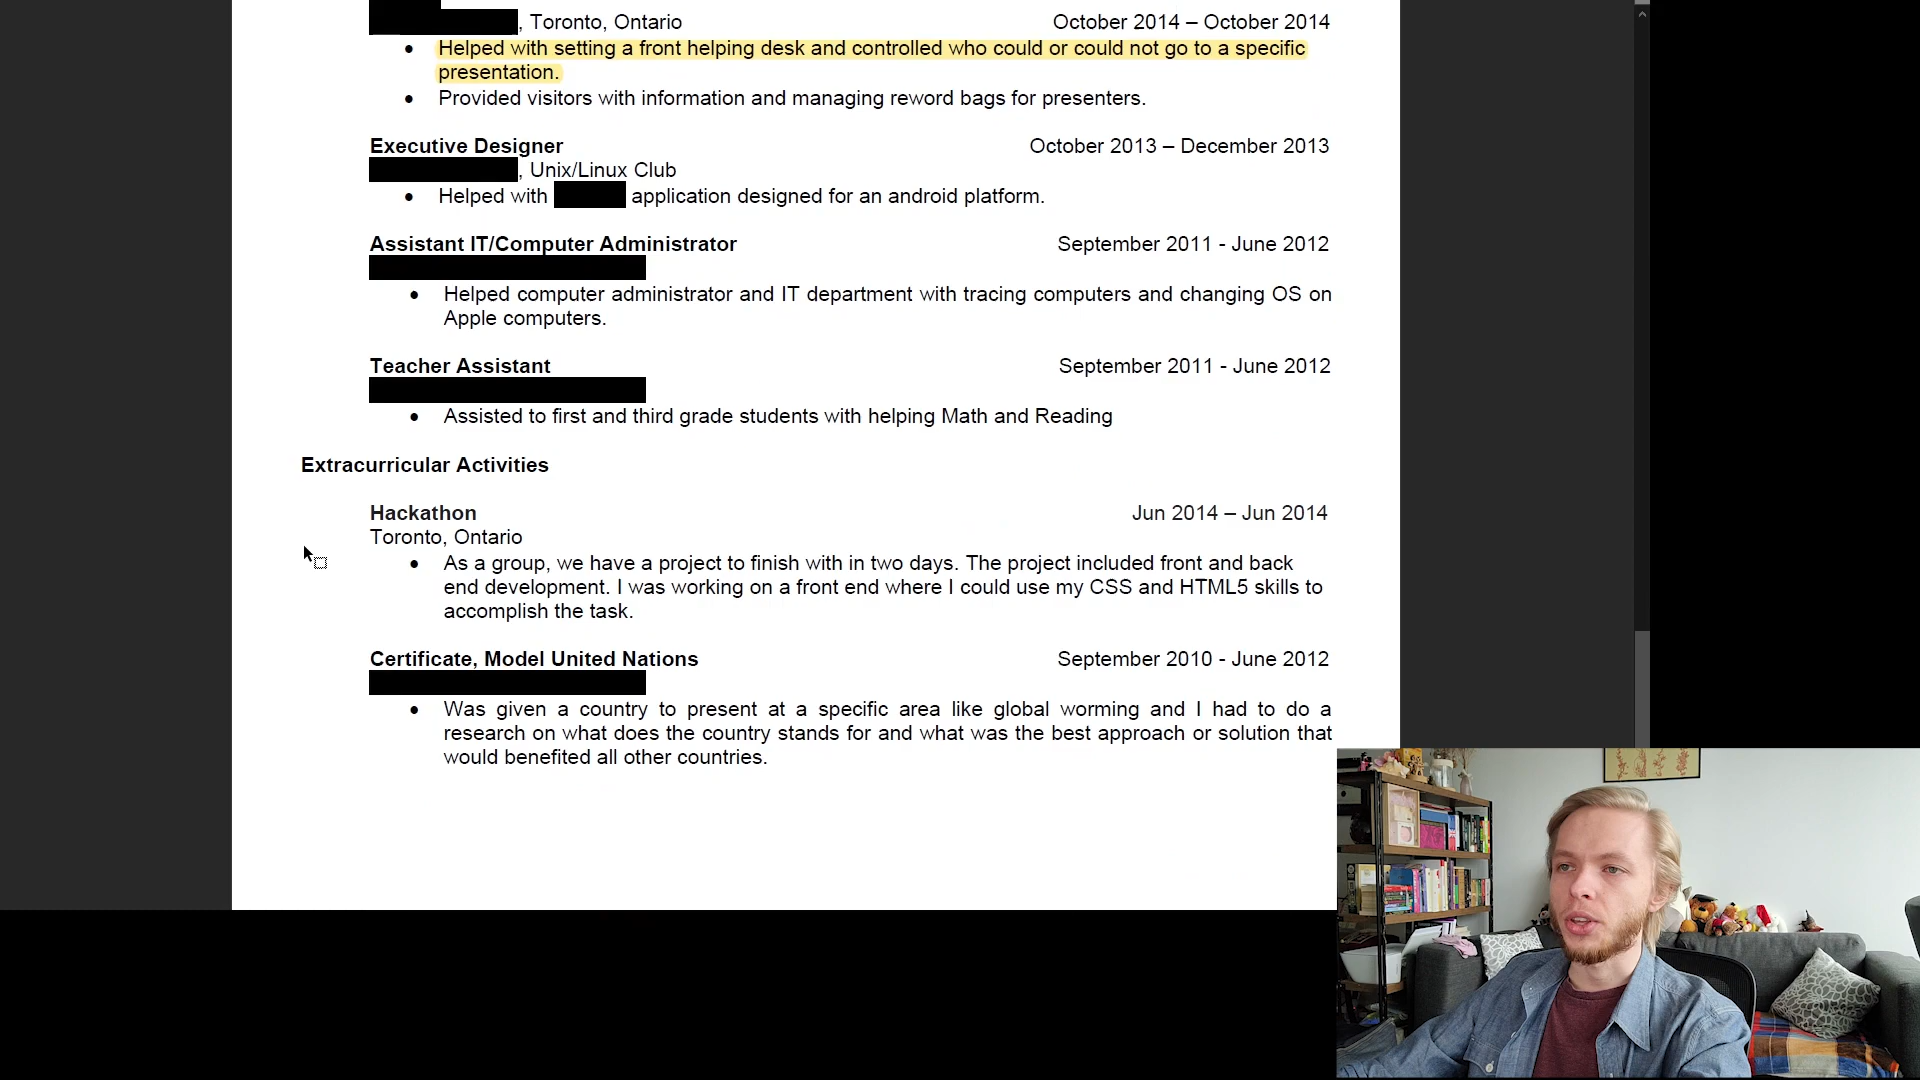 , Toronto, Ontario October 2014 – October 2014
• Helped with setting a front helping desk and controlled who could or could not go to a specific
presentation.
• Provided visitors with information and managing reword bags for presenters.
Executive Designer October 2013 – December 2013
, Unix/Linux Club
• Helped with application designed for an android platform.
Assistant IT/Computer Administrator September 2011 - June 2012
• Helped computer administrator and IT department with tracing computers and changing OS on
Apple computers.
Teacher Assistant September 2011 - June 2012
• Assisted to first and third grade students with helping Math and Reading
Extracurricular Activities
Hackathon Jun 2014 – Jun 2014
Toronto, Ontario
• As a group, we have a project to finish with in two days. The project included front and back
end development. I was working on a front end where I could use my CSS and HTML5 skills to
accomplish the task.
Certificate, Model United Nations September 2010 - June 2012
• Was given a country to present at a specific area like global worming and I had to do a
research on what does the country stands for and what was the best approach or solution that
would benefited all other countries.